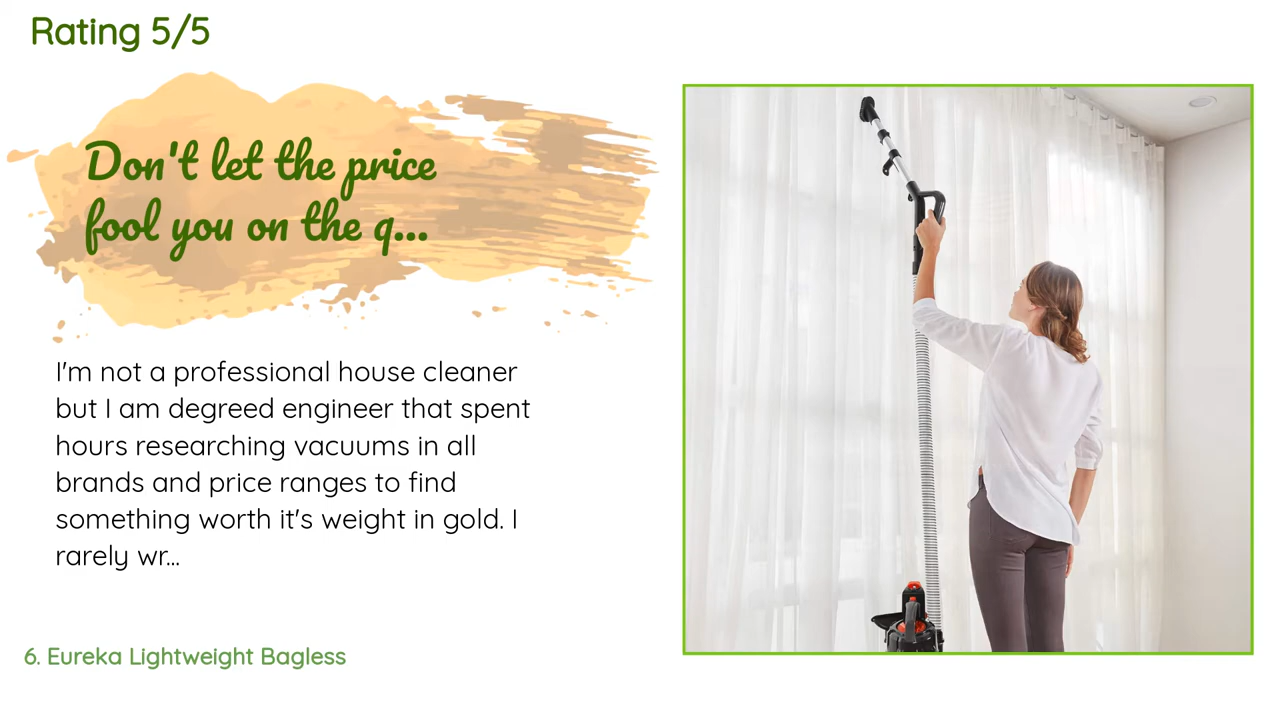 Rating 5/5
Don't let the price
fool you on the q...
I'm not a professional house cleaner
but I am degreed engineer that spent
hours researching vacuums in all
brands and price ranges to find
something worth it's weight in gold. I
rarely wr...
6. Eureka Lightweight Bagless